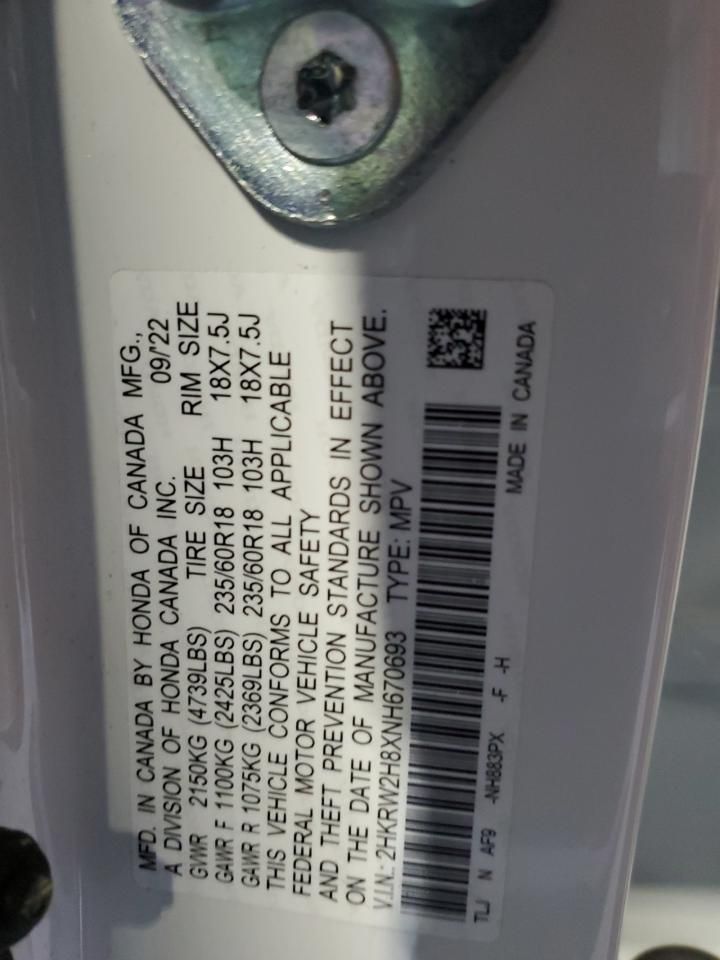 MFD. IN CANADA BY HONDA OF CANADA MFG.,
A DIVISION OF HONDA CANADA INC. 09/'22
GVWR 2150KG (4739LBS) TIRE SIZE RIM SIZE
GAWR F 1100KG (2425LBS) 235/60R18 103H 18X7.5J
GAWR R 1075KG (2369LBS) 235/60R18 103H 18X7.5J
THIS VEHICLE CONFORMS TO ALL APPLICABLE
FEDERAL MOTOR VEHICLE SAFETY
AND THEFT PREVENTION STANDARDS IN EFFECT
ON THE DATE OF MANUFACTURE SHOWN ABOVE.
V.I.N.: 2HKRW2H8XNH670693 TYPE: MPV
TLJ N AF9 -NH883PX -F -H MADE IN CANADA